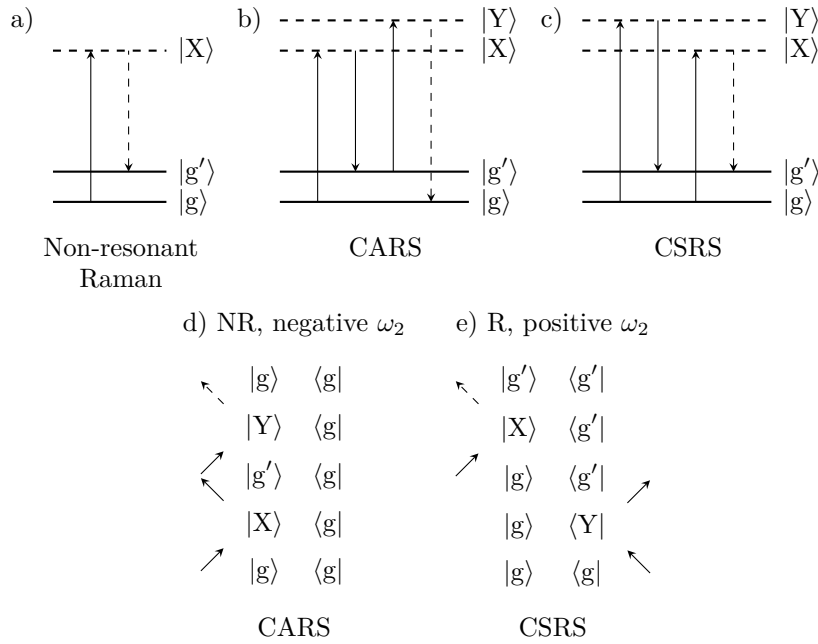 a)
|X⟩
|g'⟩
|g⟩
Non-resonant
Raman
b)
|Y⟩
|X⟩
|g'⟩
|g⟩
CARS
c)
|Y⟩
|X⟩
|g'⟩
|g⟩
CSRS
d) NR, negative ω₂
|g⟩ ⟨g|
|Y⟩ ⟨g|
|g'⟩ ⟨g|
|X⟩ ⟨g|
|g⟩ ⟨g|
CARS
e) R, positive ω₂
|g'⟩ ⟨g'|
|X⟩ ⟨g'|
|g⟩ ⟨g'|
|g⟩ ⟨Y|
|g⟩ ⟨g|
CSRS